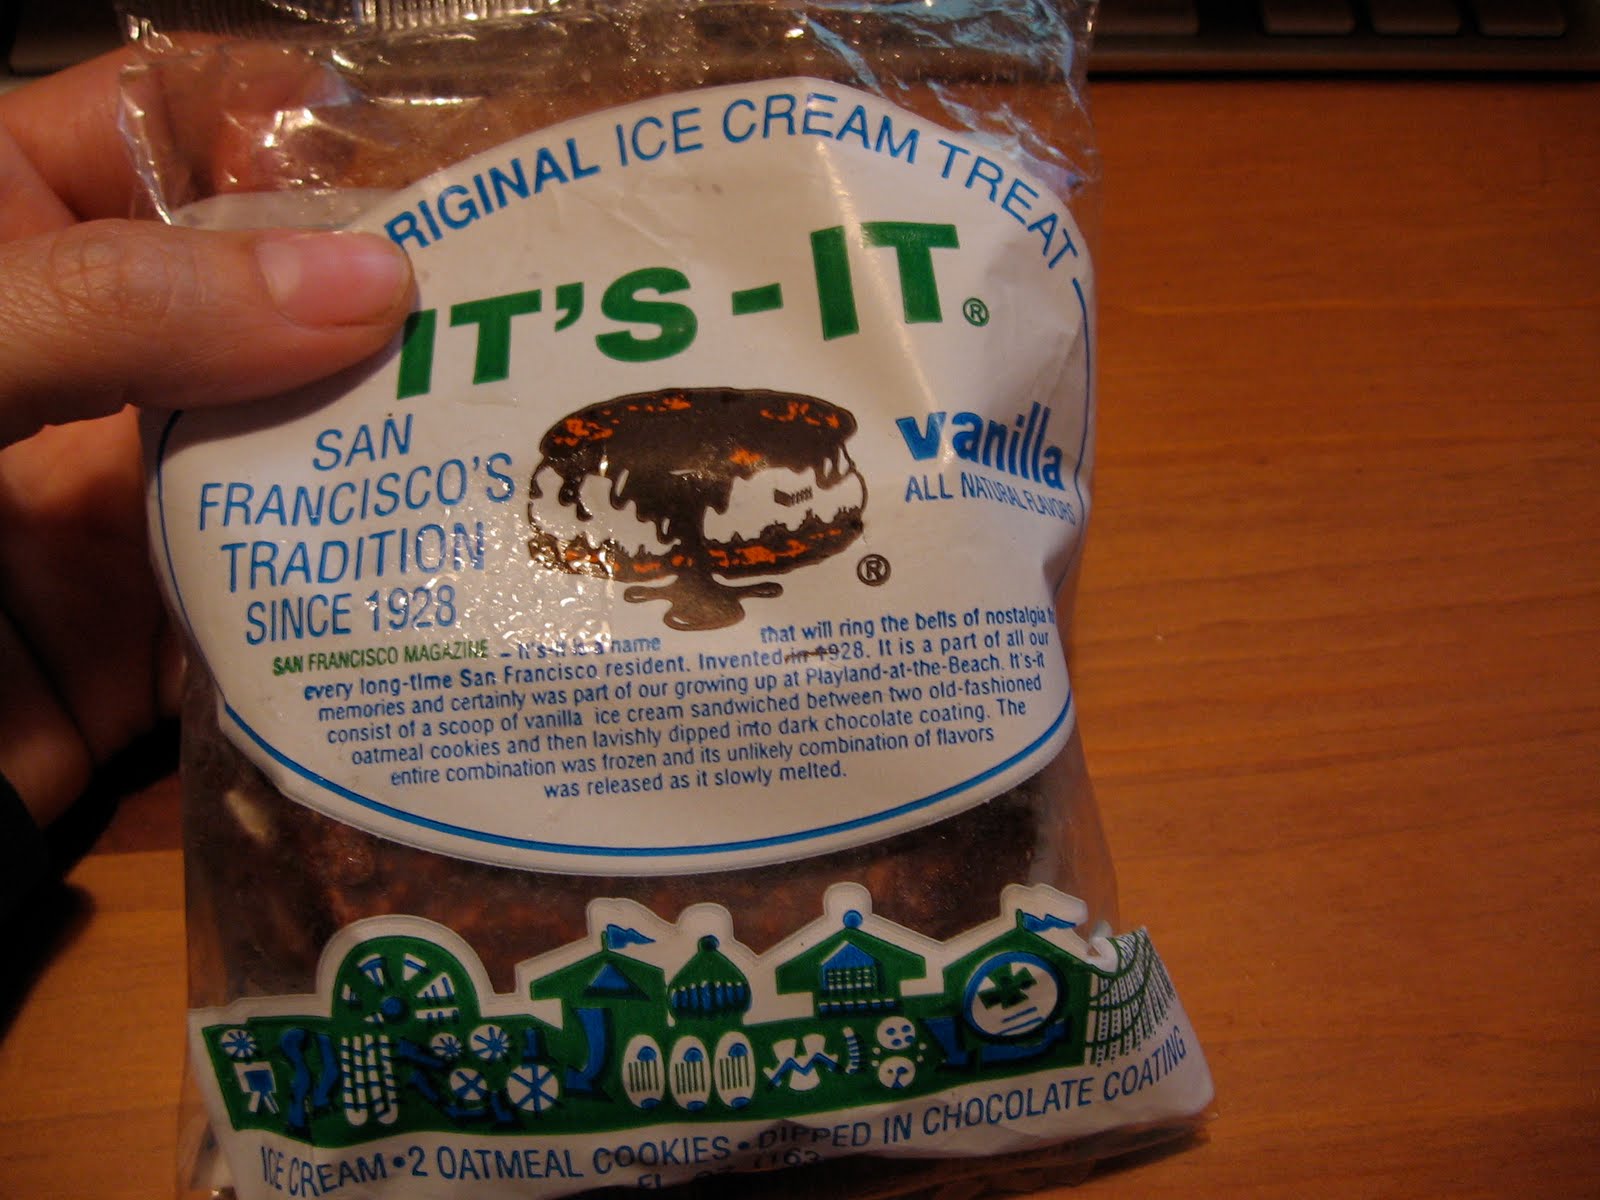 RIGINAL ICE CREAM TREAT
IT'S-IT®
SAN
FRANCISCO'S
TRADITION
SINCE 1928
vanilla
ALL NATURAL FLAVORS
®
SAN FRANCISCO MAGAZINE – It's-it is a name that will ring the bells of nostalgia
every long-time San Francisco resident. Invented in 1928. It is a part of all our
memories and certainly was part of our growing up at Playland-at-the-Beach. It's-it
consist of a scoop of vanilla ice cream sandwiched between two old-fashioned
oatmeal cookies and then lavishly dipped into dark chocolate coating. The
entire combination was frozen and its unlikely combination of flavors
was released as it slowly melted.
ICE CREAM • 2 OATMEAL COOKIES • DIPPED IN CHOCOLATE COATING